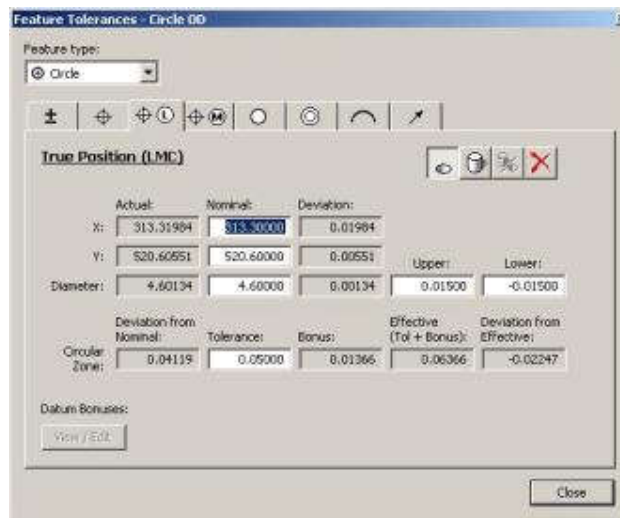 Feature Tolerances - Circle OD
Feature type:
Circle
± L M
True Position (LMC)
Actual: Nominal: Deviation:
X: 313.31984 313.30000 0.01984
Y: 520.60551 520.60000 0.00551
Upper: Lower:
Diameter: 4.60134 4.60000 0.00134 0.01500 -0.01500
Deviation from Nominal: Tolerance: Bonus: Effective (Tol + Bonus): Deviation from Effective:
Circular Zone: 0.04119 0.05000 0.01366 0.06366 -0.02247
Datum Bonuses:
View / Edit
Close